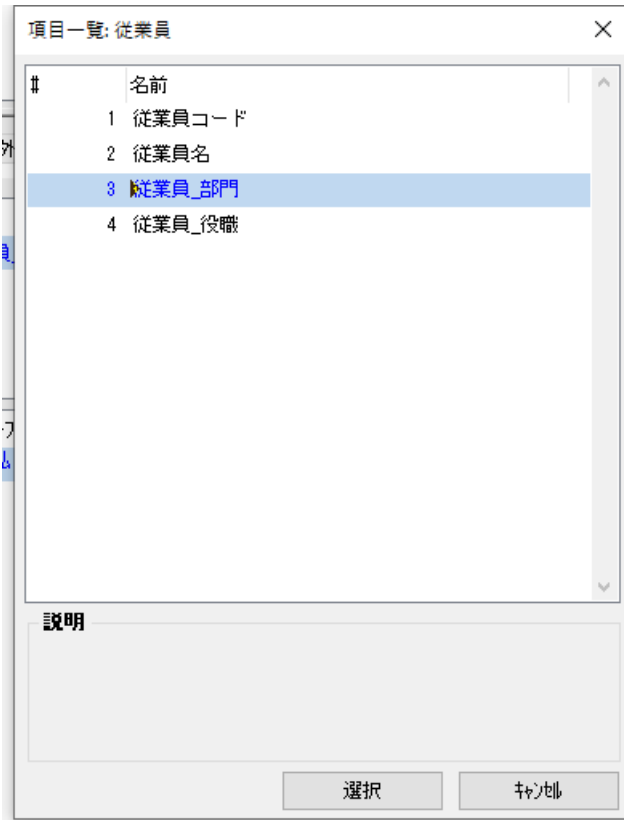 項目一覧: 従業員
# 名前
1 従業員コード
2 従業員名
3 従業員_部門
4 従業員_役職
説明
選択 ｷｬﾝｾﾙ